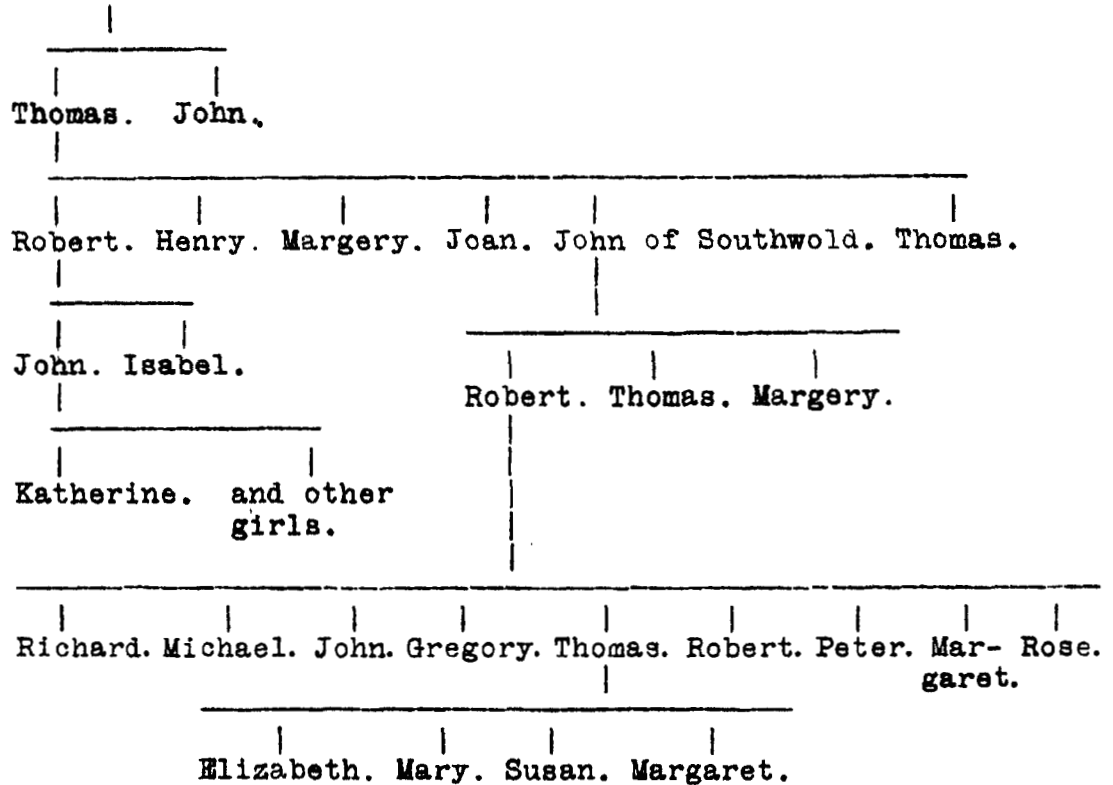 Thomas. John.
Robert. Henry. Margery. Joan. John of Southwold. Thomas.
John. Isabel.
Robert. Thomas. Margery.
Katherine. and other
girls.
Richard. Michael. John. Gregory. Thomas. Robert. Peter. Mar- Rose.
garet.
Elizabeth. Mary. Susan. Margaret.